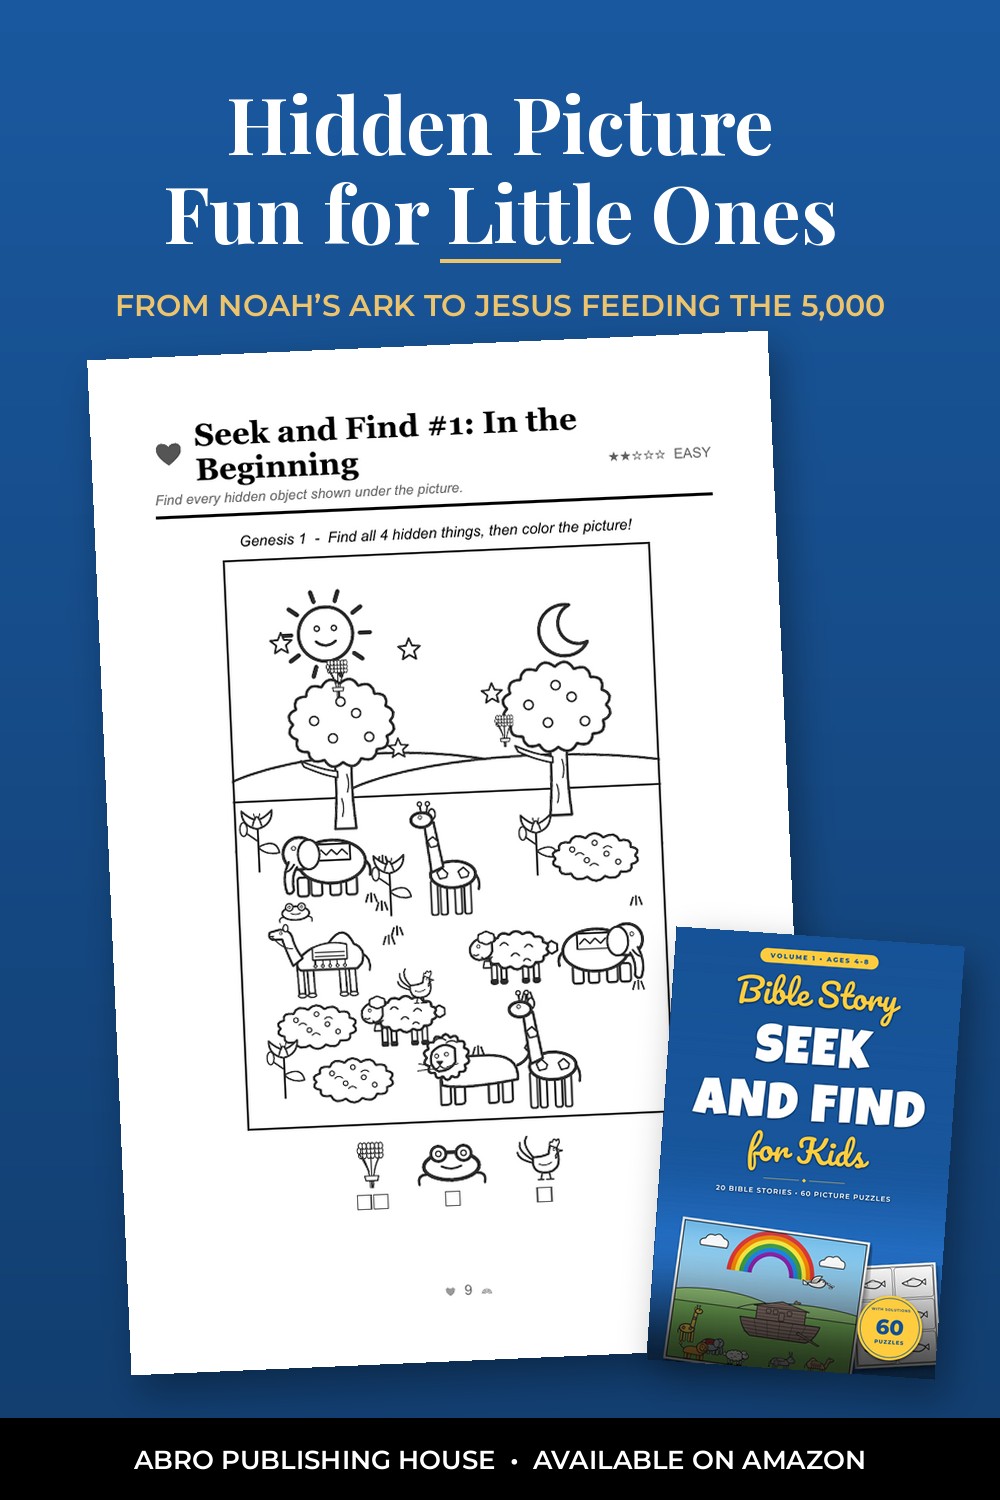 Hidden Picture
Fun for Little Ones
FROM NOAH’S ARK TO JESUS FEEDING THE 5,000
Seek and Find #1: In the
Beginning
★★☆☆☆ EASY
Find every hidden object shown under the picture.
Genesis 1 - Find all 4 hidden things, then color the picture!
9
VOLUME 1 • AGES 4-8
Bible Story
SEEK
AND FIND
for Kids
20 BIBLE STORIES • 60 PICTURE PUZZLES
WITH SOLUTIONS
60
PUZZLES
ABRO PUBLISHING HOUSE • AVAILABLE ON AMAZON